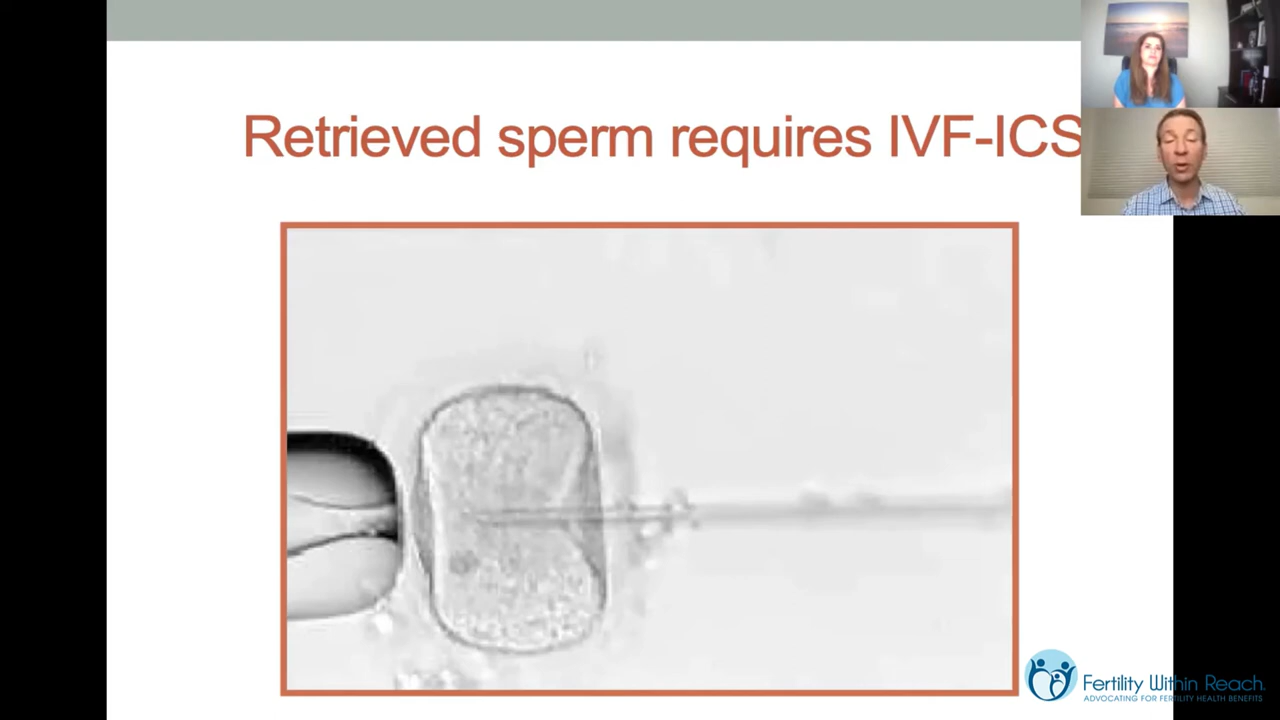 Retrieved sperm requires IVF-ICS
Fertility Within Reach.
ADVOCATING FOR FERTILITY HEALTH BENEFITS